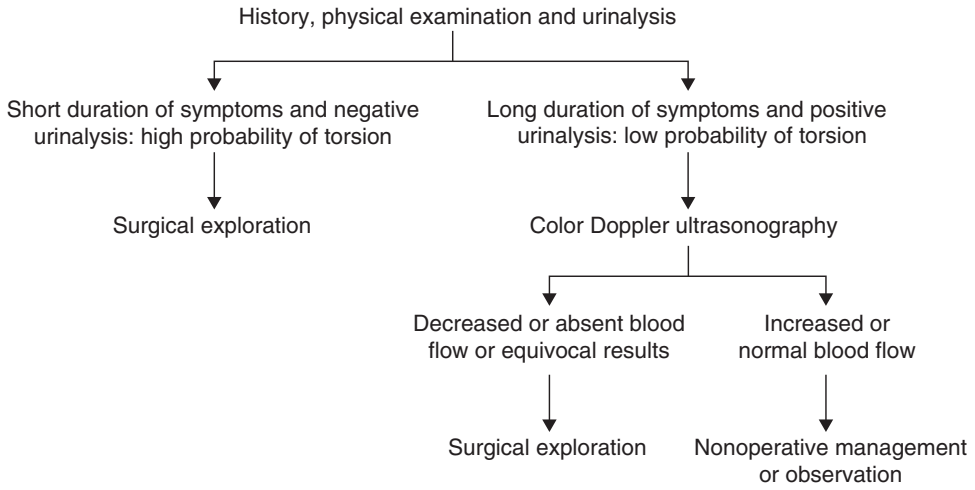 History, physical examination and urinalysis
Short duration of symptoms and negative
urinalysis: high probability of torsion
Long duration of symptoms and positive
urinalysis: low probability of torsion
Surgical exploration
Color Doppler ultrasonography
Decreased or absent blood
flow or equivocal results
Increased or
normal blood flow
Surgical exploration
Nonoperative management
or observation